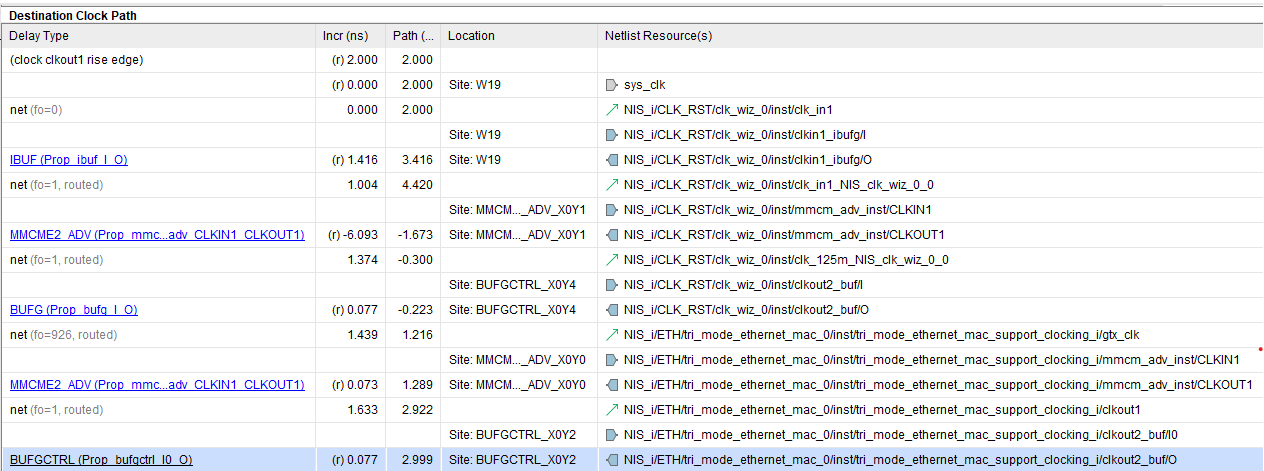 Destination Clock Path
Delay Type Incr (ns) Path (... Location Netlist Resource(s)
(clock clkout1 rise edge) (r) 2.000 2.000
(r) 0.000 2.000 Site: W19 sys_clk
net (fo=0) 0.000 2.000 NIS_i/CLK_RST/clk_wiz_0/inst/clk_in1
Site: W19 NIS_i/CLK_RST/clk_wiz_0/inst/clkin1_ibufg/I
IBUF (Prop_ibuf_I_O) (r) 1.416 3.416 Site: W19 NIS_i/CLK_RST/clk_wiz_0/inst/clkin1_ibufg/O
net (fo=1, routed) 1.004 4.420 NIS_i/CLK_RST/clk_wiz_0/inst/clk_in1_NIS_clk_wiz_0_0
Site: MMCM..._ADV_X0Y1 NIS_i/CLK_RST/clk_wiz_0/inst/mmcm_adv_inst/CLKIN1
MMCME2_ADV (Prop_mmc...adv_CLKIN1_CLKOUT1) (r) -6.093 -1.673 Site: MMCM..._ADV_X0Y1 NIS_i/CLK_RST/clk_wiz_0/inst/mmcm_adv_inst/CLKOUT1
net (fo=1, routed) 1.374 -0.300 NIS_i/CLK_RST/clk_wiz_0/inst/clk_125m_NIS_clk_wiz_0_0
Site: BUFGCTRL_X0Y4 NIS_i/CLK_RST/clk_wiz_0/inst/clkout2_buf/I
BUFG (Prop_bufg_I_O) (r) 0.077 -0.223 Site: BUFGCTRL_X0Y4 NIS_i/CLK_RST/clk_wiz_0/inst/clkout2_buf/O
net (fo=926, routed) 1.439 1.216 NIS_i/ETH/tri_mode_ethernet_mac_0/inst/tri_mode_ethernet_mac_support_clocking_i/gtx_clk
Site: MMCM..._ADV_X0Y0 NIS_i/ETH/tri_mode_ethernet_mac_0/inst/tri_mode_ethernet_mac_support_clocking_i/mmcm_adv_inst/CLKIN1
MMCME2_ADV (Prop_mmc...adv_CLKIN1_CLKOUT1) (r) 0.073 1.289 Site: MMCM..._ADV_X0Y0 NIS_i/ETH/tri_mode_ethernet_mac_0/inst/tri_mode_ethernet_mac_support_clocking_i/mmcm_adv_inst/CLKOUT1
net (fo=1, routed) 1.633 2.922 NIS_i/ETH/tri_mode_ethernet_mac_0/inst/tri_mode_ethernet_mac_support_clocking_i/clkout1
Site: BUFGCTRL_X0Y2 NIS_i/ETH/tri_mode_ethernet_mac_0/inst/tri_mode_ethernet_mac_support_clocking_i/clkout2_buf/I0
BUFGCTRL (Prop_bufgctrl_I0_O) (r) 0.077 2.999 Site: BUFGCTRL_X0Y2 NIS_i/ETH/tri_mode_ethernet_mac_0/inst/tri_mode_ethernet_mac_support_clocking_i/clkout2_buf/O